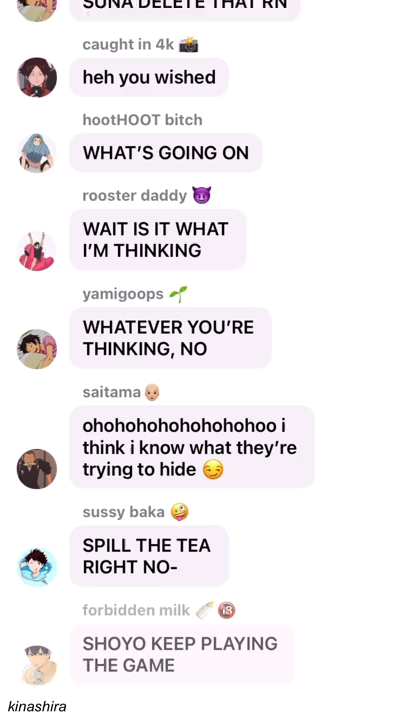 SUNA DELETE THAT RN
caught in 4k 📸
heh you wished
hootHOOT bitch
WHAT'S GOING ON
rooster daddy 😈
WAIT IS IT WHAT
I'M THINKING
yamigoops 🌱
WHATEVER YOU'RE
THINKING, NO
saitama👨🏼‍🦲
ohohohohohohohohoo i
think i know what they're
trying to hide 😏
sussy baka 🤪
SPILL THE TEA
RIGHT NO-
forbidden milk 🍼🔞
SHOYO KEEP PLAYING
THE GAME
kinashira